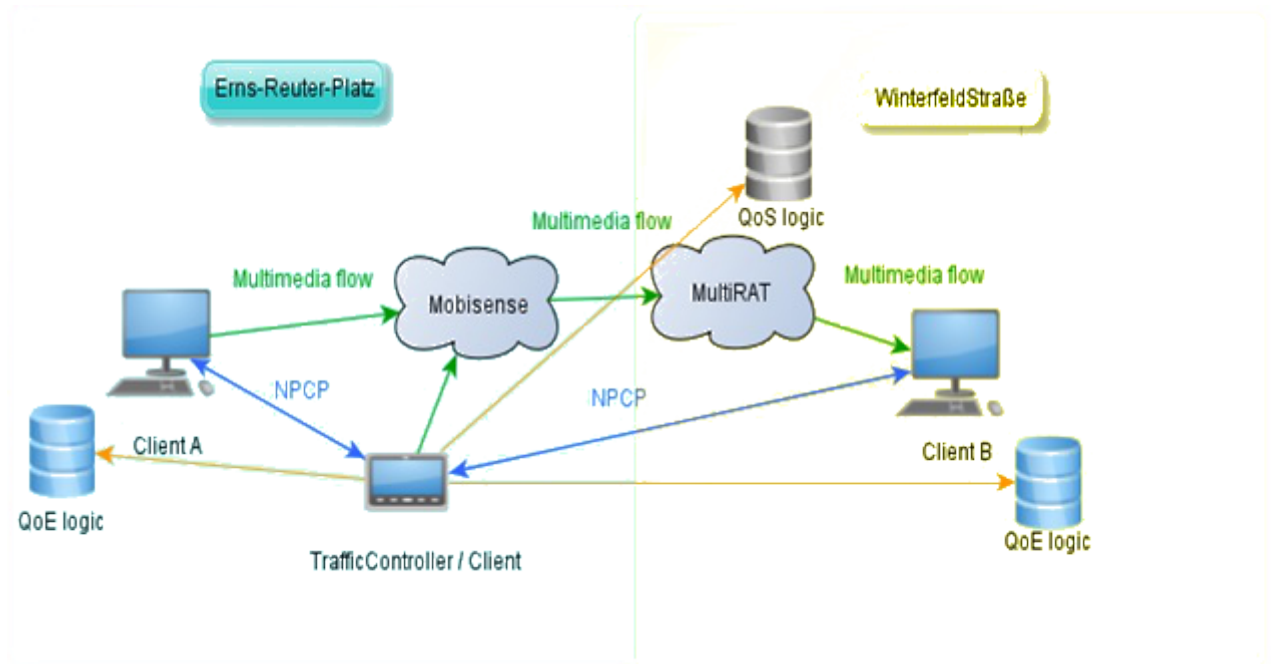 Erns-Reuter-Platz
WinterfeldStraße
QoS logic
Multimedia flow
Multimedia flow
Multimedia flow
Mobisense
MultiRAT
NPCP
NPCP
Client A
Client B
QoE logic
QoE logic
TrafficController / Client